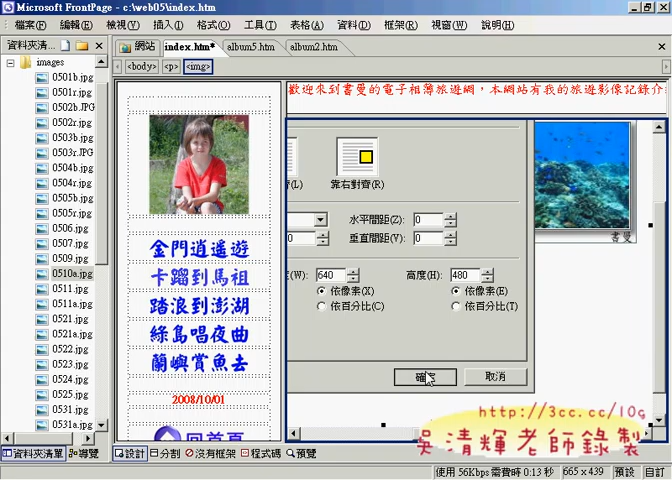 Microsoft FrontPage - c:\web05\index.htm
檔案(F) 編輯(E) 檢視(V) 插入(I) 格式(O) 工具(T) 表格(A) 資料(D) 框架(R) 視窗(W) 說明(H)
資料夾清...
網站 index.htm* album5.htm album2.htm
<body> <p> <img>
images
0501b.jpg
0501r.jpg
0502b.JPG
0502r.jpg
0503b.jpg
0503r.JPG
0504b.jpg
0504r.jpg
0505b.jpg
0505r.jpg
0506.jpg
0507.jpg
0509.jpg
0510a.jpg
0511.jpg
0511a.jpg
0521.jpg
0521a.jpg
0522.jpg
0523.jpg
0524.jpg
0525.jpg
0531.jpg
0531a.jpg
金門逍遙遊
卡蹓到馬祖
踏浪到澎湖
綠島唱夜曲
蘭嶼賞魚去
2008/10/01
回首頁
歡迎來到書曼的電子相簿旅遊網，本網站有我的旅遊影像記錄介
(L) 靠右對齊(R)
水平間距(Z): 0
0 垂直間距(V): 0
(W): 640 高度(H): 480
依像素(X) 依像素(E)
依百分比(C) 依百分比(T)
確定 取消
書曼
http://3cc.cc/10g
吳清輝老師錄製
資料夾清單 導覽 設計 分割 沒有框架 程式碼 預覽
使用 56Kbps 需費時 0:13 秒 665 x 439 預設 自訂